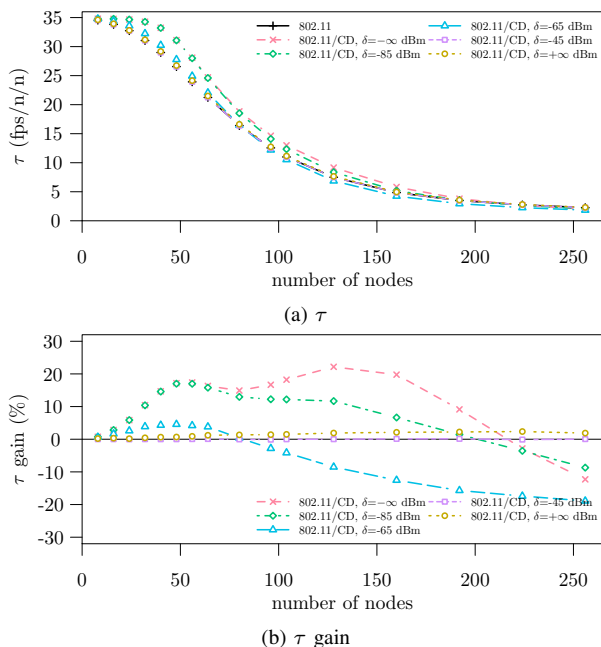 35
30
25
20
15
10
5
0
τ (fps/n/n)
802.11
802.11/CD, δ=-∞ dBm
802.11/CD, δ=-85 dBm
802.11/CD, δ=-65 dBm
802.11/CD, δ=-45 dBm
802.11/CD, δ=+∞ dBm
0 50 100 150 200 250
number of nodes
(a) τ
30
20
10
0
-10
-20
-30
τ gain (%)
802.11/CD, δ=-∞ dBm
802.11/CD, δ=-85 dBm
802.11/CD, δ=-65 dBm
802.11/CD, δ=-45 dBm
802.11/CD, δ=+∞ dBm
0 50 100 150 200 250
number of nodes
(b) τ gain